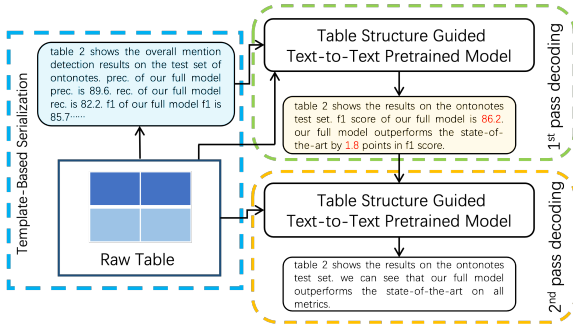 Template-Based Serialization
table 2 shows the overall mention
detection results on the test set of
ontonotes. prec. of our full model
prec. is 89.6. rec. of our full model
rec. is 82.2. f1 of our full model f1 is
85.7……
Raw Table
Table Structure Guided
Text-to-Text Pretrained Model
table 2 shows the results on the ontonotes
test set. f1 score of our full model is 86.2.
our full model outperforms the state-of-
the-art by 1.8 points in f1 score.
1st pass decoding
Table Structure Guided
Text-to-Text Pretrained Model
table 2 shows the results on the ontonotes
test set. we can see that our full model
outperforms the state-of-the-art on all
metrics.
2nd pass decoding